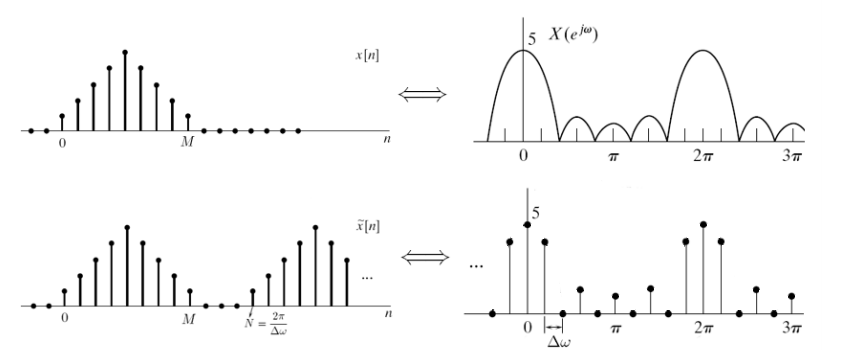 5 X(e^{jω})
x[n]
0 M n
0 π 2π 3π
5
x̃[n]
... ...
0 M n
N = 2π/Δω
0 π 2π 3π
Δω